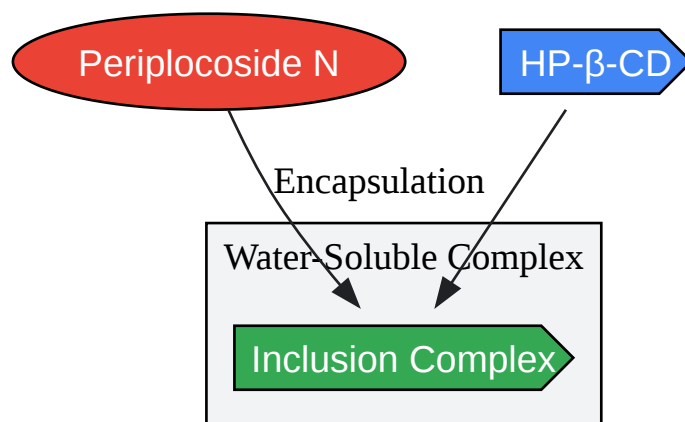 Periplocoside N
HP-β-CD
Encapsulation
Water-Soluble Complex
Inclusion Complex